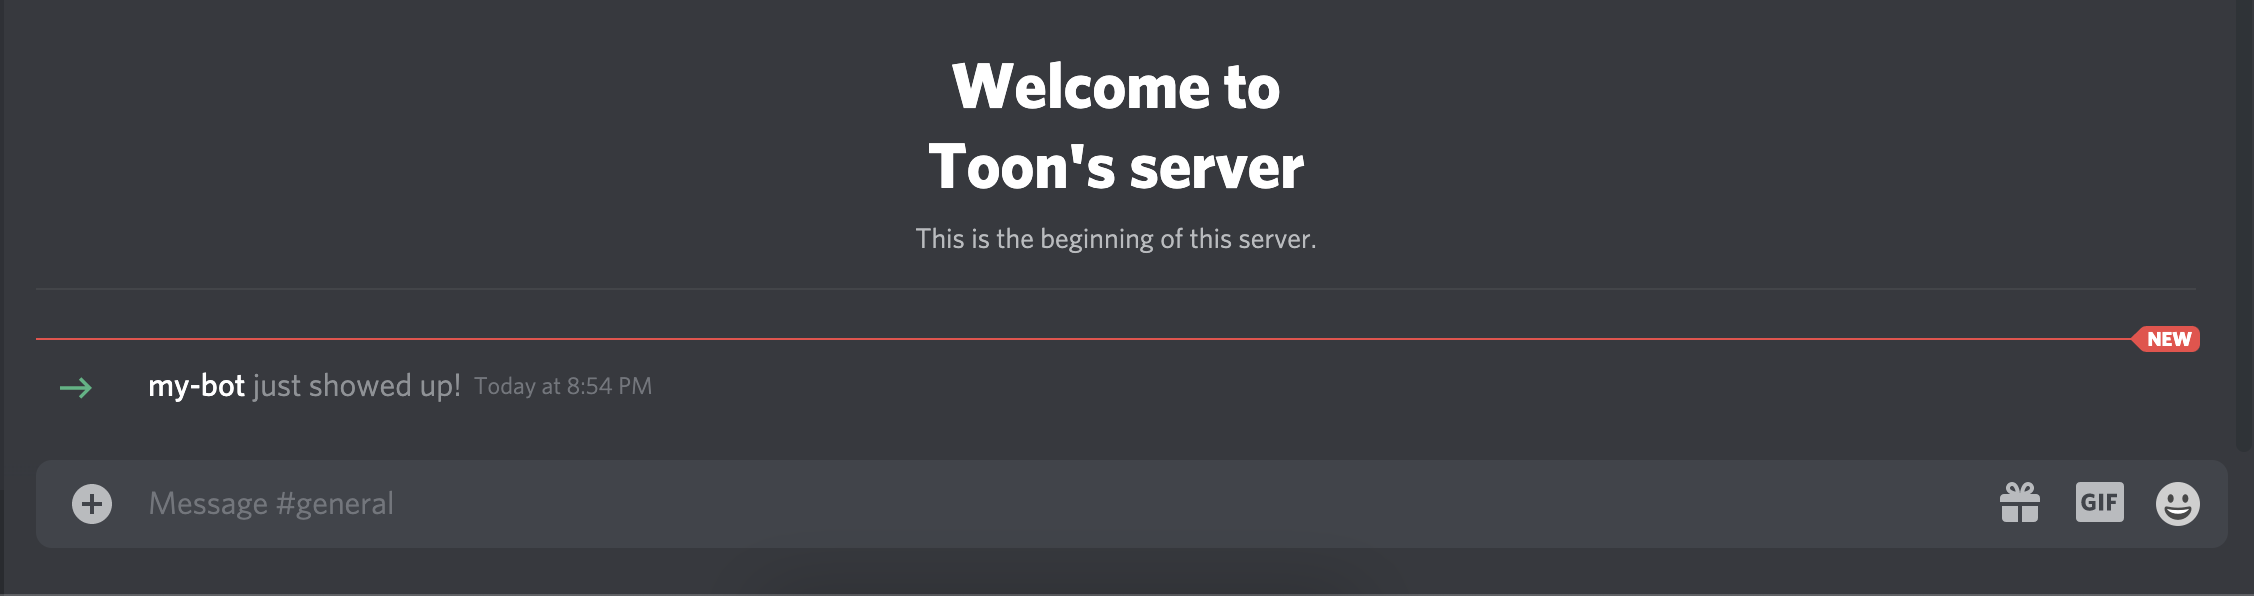 Welcome to
Toon's server
This is the beginning of this server.
NEW
my-bot just showed up! Today at 8:54 PM
Message #general
GIF